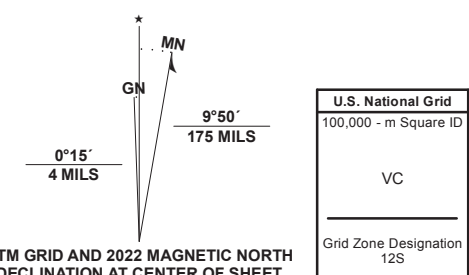 ★
MN
GN
9°50´
175 MILS
0°15´
4 MILS
TM GRID AND 2022 MAGNETIC NORTH
DECLINATION AT CENTER OF SHEET
U.S. National Grid
100,000 - m Square ID
VC
Grid Zone Designation
12S